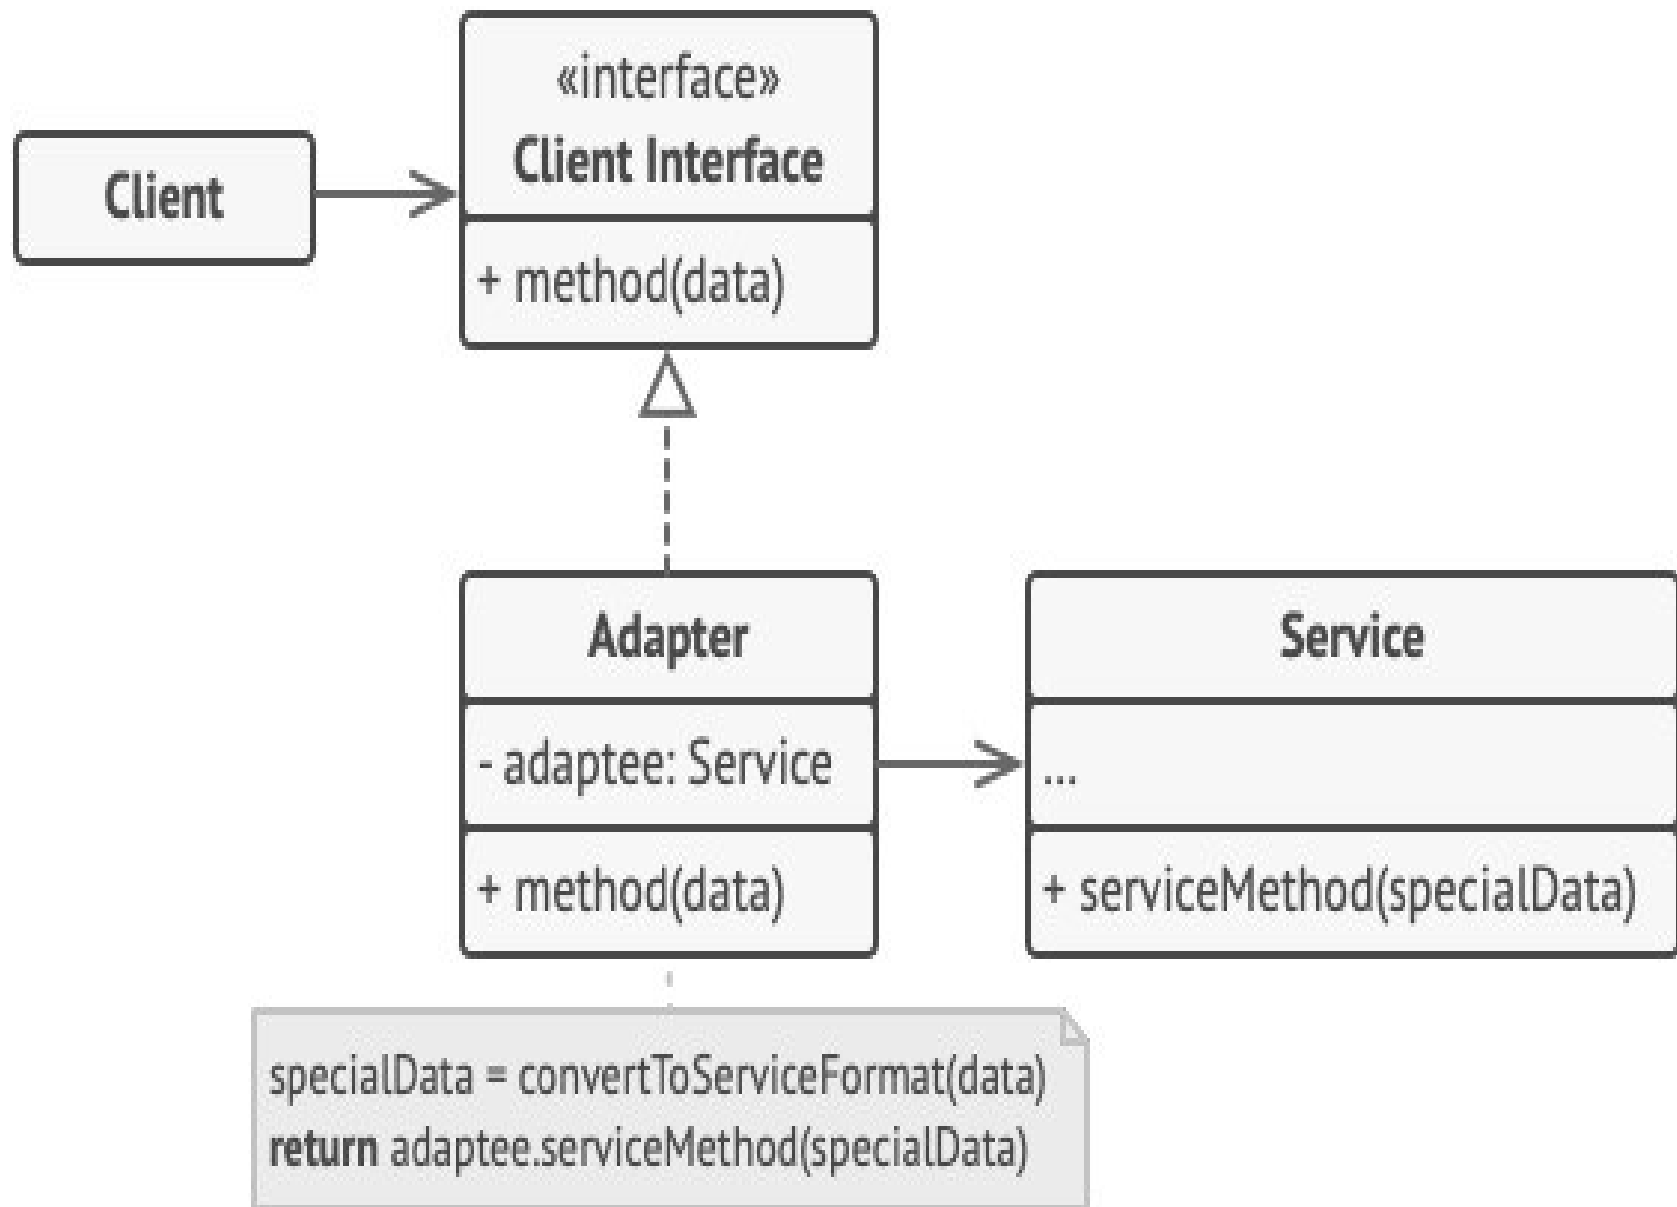 «interface»
Client Interface
Client
+ method(data)
Adapter
Service
- adaptee: Service
...
+ method(data)
+ serviceMethod(specialData)
specialData = convertToServiceFormat(data)
return adaptee.serviceMethod(specialData)